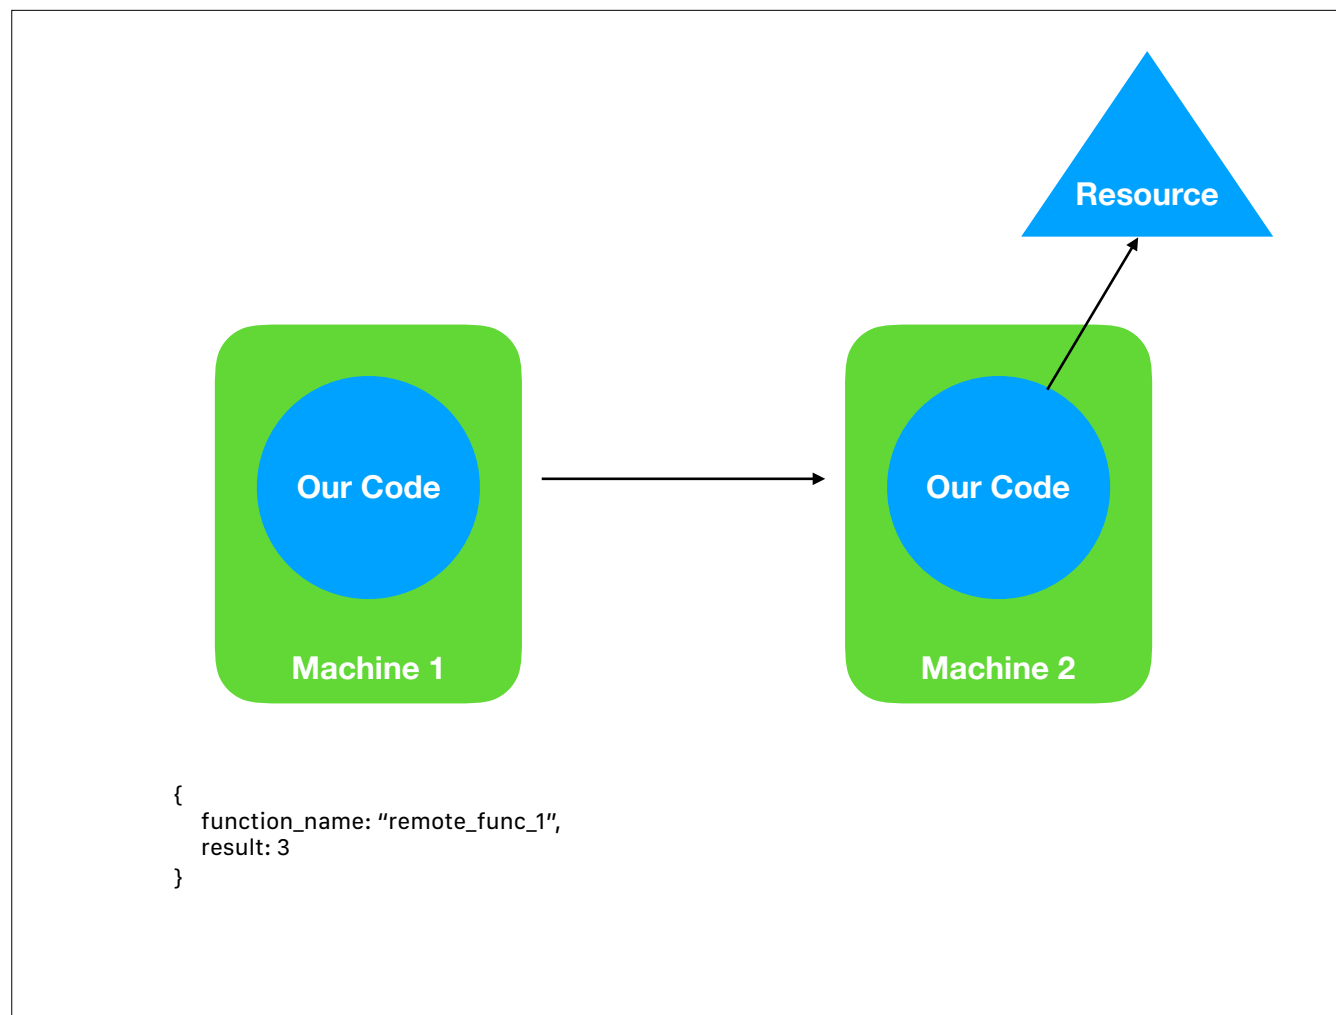 Resource
Our Code
Our Code
Machine 1
Machine 2
{
function_name: “remote_func_1”,
result: 3
}